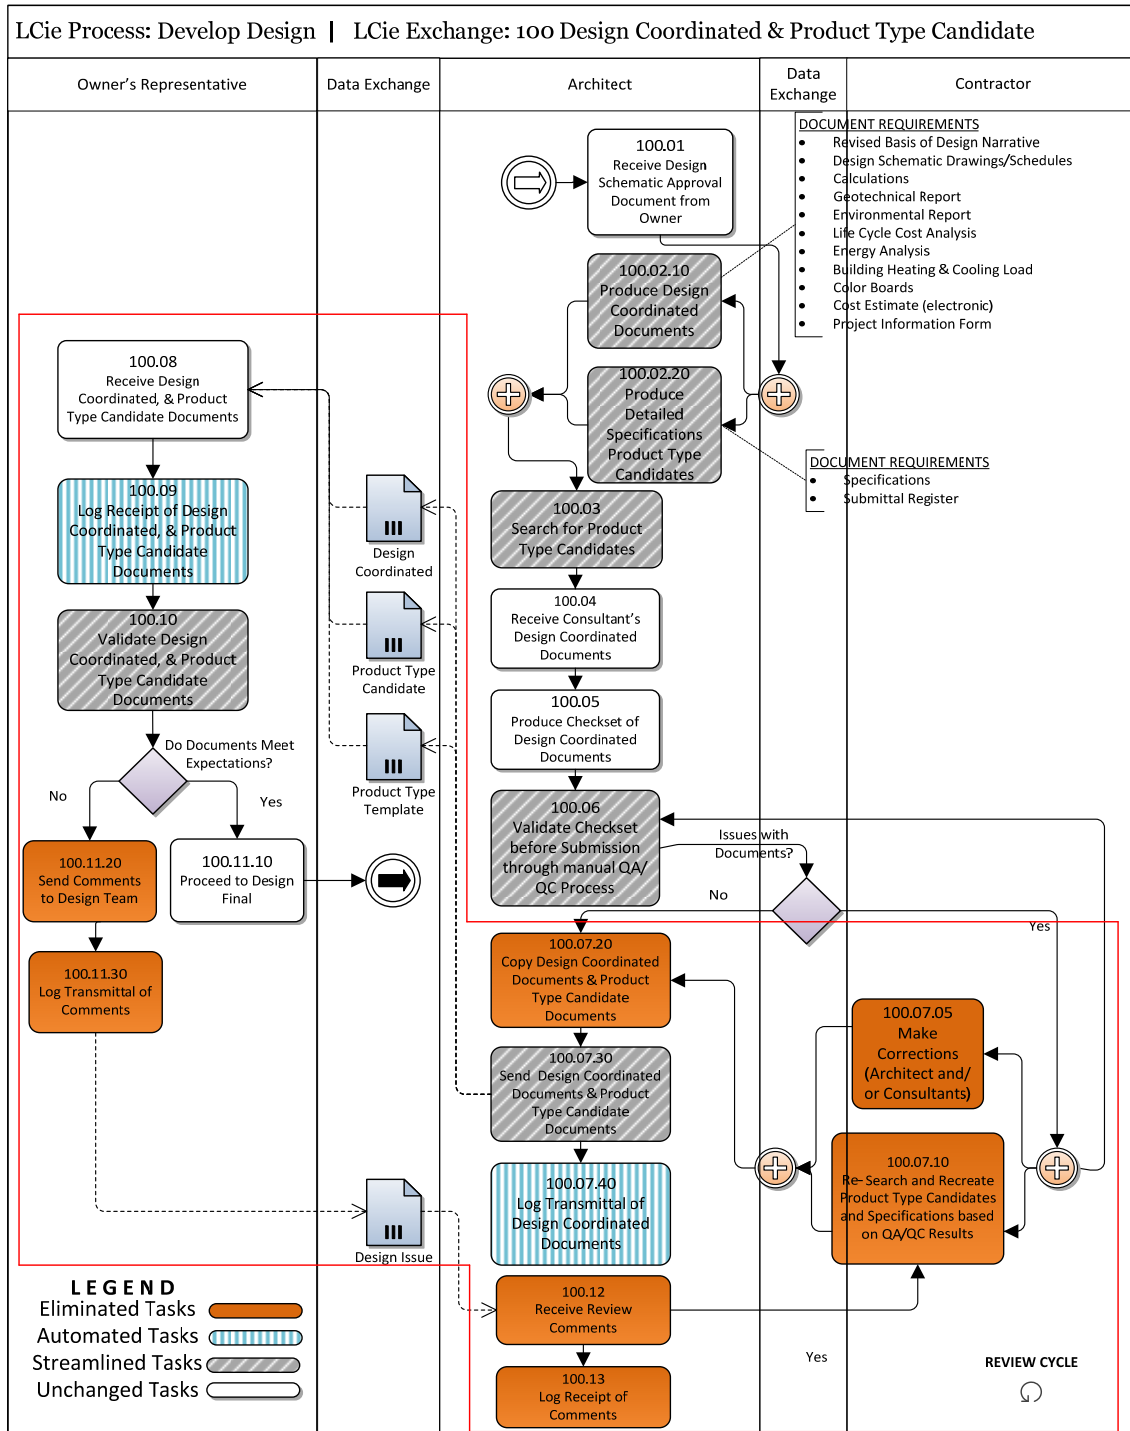 LCie Process: Develop Design | LCie Exchange: 100 Design Coordinated & Product Type Candidate
Owner's Representative
Data Exchange
Architect
Data
Exchange
Contractor
DOCUMENT REQUIREMENTS
• Revised Basis of Design Narrative
• Design Schematic Drawings/Schedules
• Calculations
• Geotechnical Report
• Environmental Report
• Life Cycle Cost Analysis
• Energy Analysis
• Building Heating & Cooling Load
• Color Boards
• Cost Estimate (electronic)
• Project Information Form
100.01
Receive Design
Schematic Approval
Document from
Owner
100.02.10
Produce Design
Coordinated
Documents
100.02.20
Produce
Detailed
Specifications
Product Type
Candidates
DOCUMENT REQUIREMENTS
• Specifications
• Submittal Register
100.03
Search for Product
Type Candidates
100.04
Receive Consultant's
Design Coordinated
Documents
100.05
Produce Checkset of
Design Coordinated
Documents
100.06
Validate Checkset
before Submission
through manual QA/
QC Process
Issues with
Documents?
No
Yes
100.07.20
Copy Design Coordinated
Documents & Product
Type Candidate
Documents
100.07.30
Send Design Coordinated
Documents & Product
Type Candidate
Documents
100.07.40
Log Transmittal of
Design Coordinated
Documents
100.07.05
Make
Corrections
(Architect and/
or Consultants)
100.07.10
Re-Search and Recreate
Product Type Candidates
and Specifications based
on QA/QC Results
100.08
Receive Design
Coordinated, & Product
Type Candidate Documents
100.09
Log Receipt of Design
Coordinated, & Product
Type Candidate
Documents
100.10
Validate Design
Coordinated, & Product
Type Candidate
Documents
Do Documents Meet
Expectations?
No
Yes
100.11.20
Send Comments
to Design Team
100.11.10
Proceed to Design
Final
100.11.30
Log Transmittal of
Comments
Design
Coordinated
Product Type
Candidate
Product Type
Template
Design Issue
100.12
Receive Review
Comments
100.13
Log Receipt of
Comments
Yes
REVIEW CYCLE
LEGEND
Eliminated Tasks
Automated Tasks
Streamlined Tasks
Unchanged Tasks